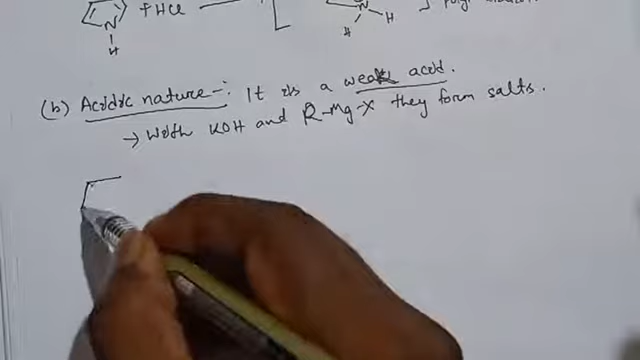 N + HCl
H
N H
H
(b) Acidic nature-: It is a weak acid.
→ With KOH and R-Mg-X they form salts.